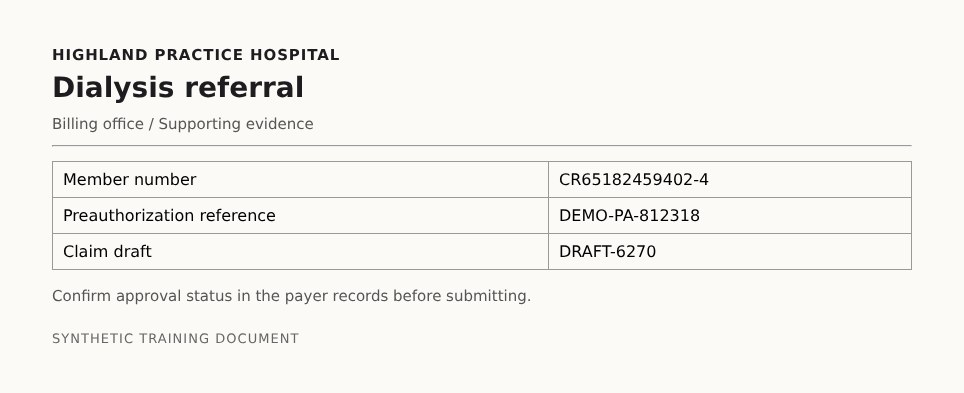 HIGHLAND PRACTICE HOSPITAL
Dialysis referral
Billing office / Supporting evidence
Member number CR65182459402-4
Preauthorization reference DEMO-PA-812318
Claim draft DRAFT-6270
Confirm approval status in the payer records before submitting.
SYNTHETIC TRAINING DOCUMENT